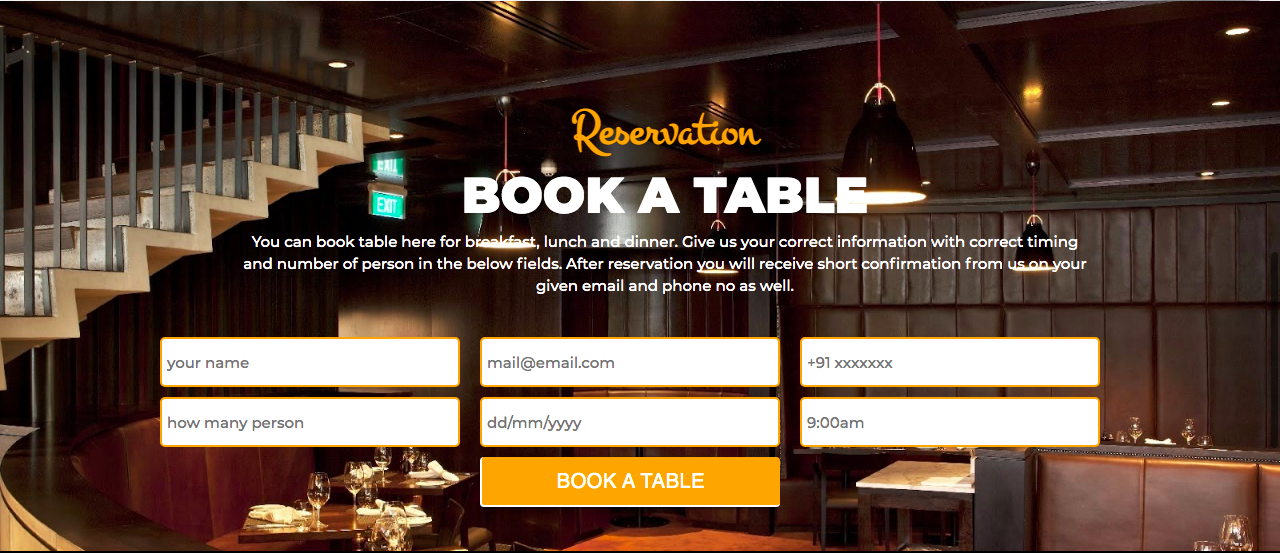 Reservation
BOOK A TABLE
You can book table here for breakfast, lunch and dinner. Give us your correct information with correct timing
and number of person in the below fields. After reservation you will receive short confirmation from us on your
given email and phone no as well.
EXIT
EXIT
your name
mail@email.com
+91 xxxxxxx
how many person
dd/mm/yyyy
9:00am
BOOK A TABLE